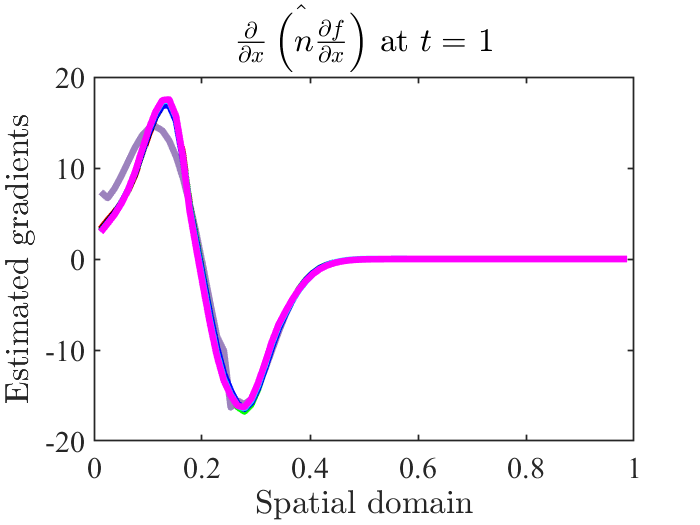 ∂/∂x (n̂ ∂f/∂x) at t = 1
Estimated gradients
20
10
0
-10
-20
0 0.2 0.4 0.6 0.8 1
Spatial domain